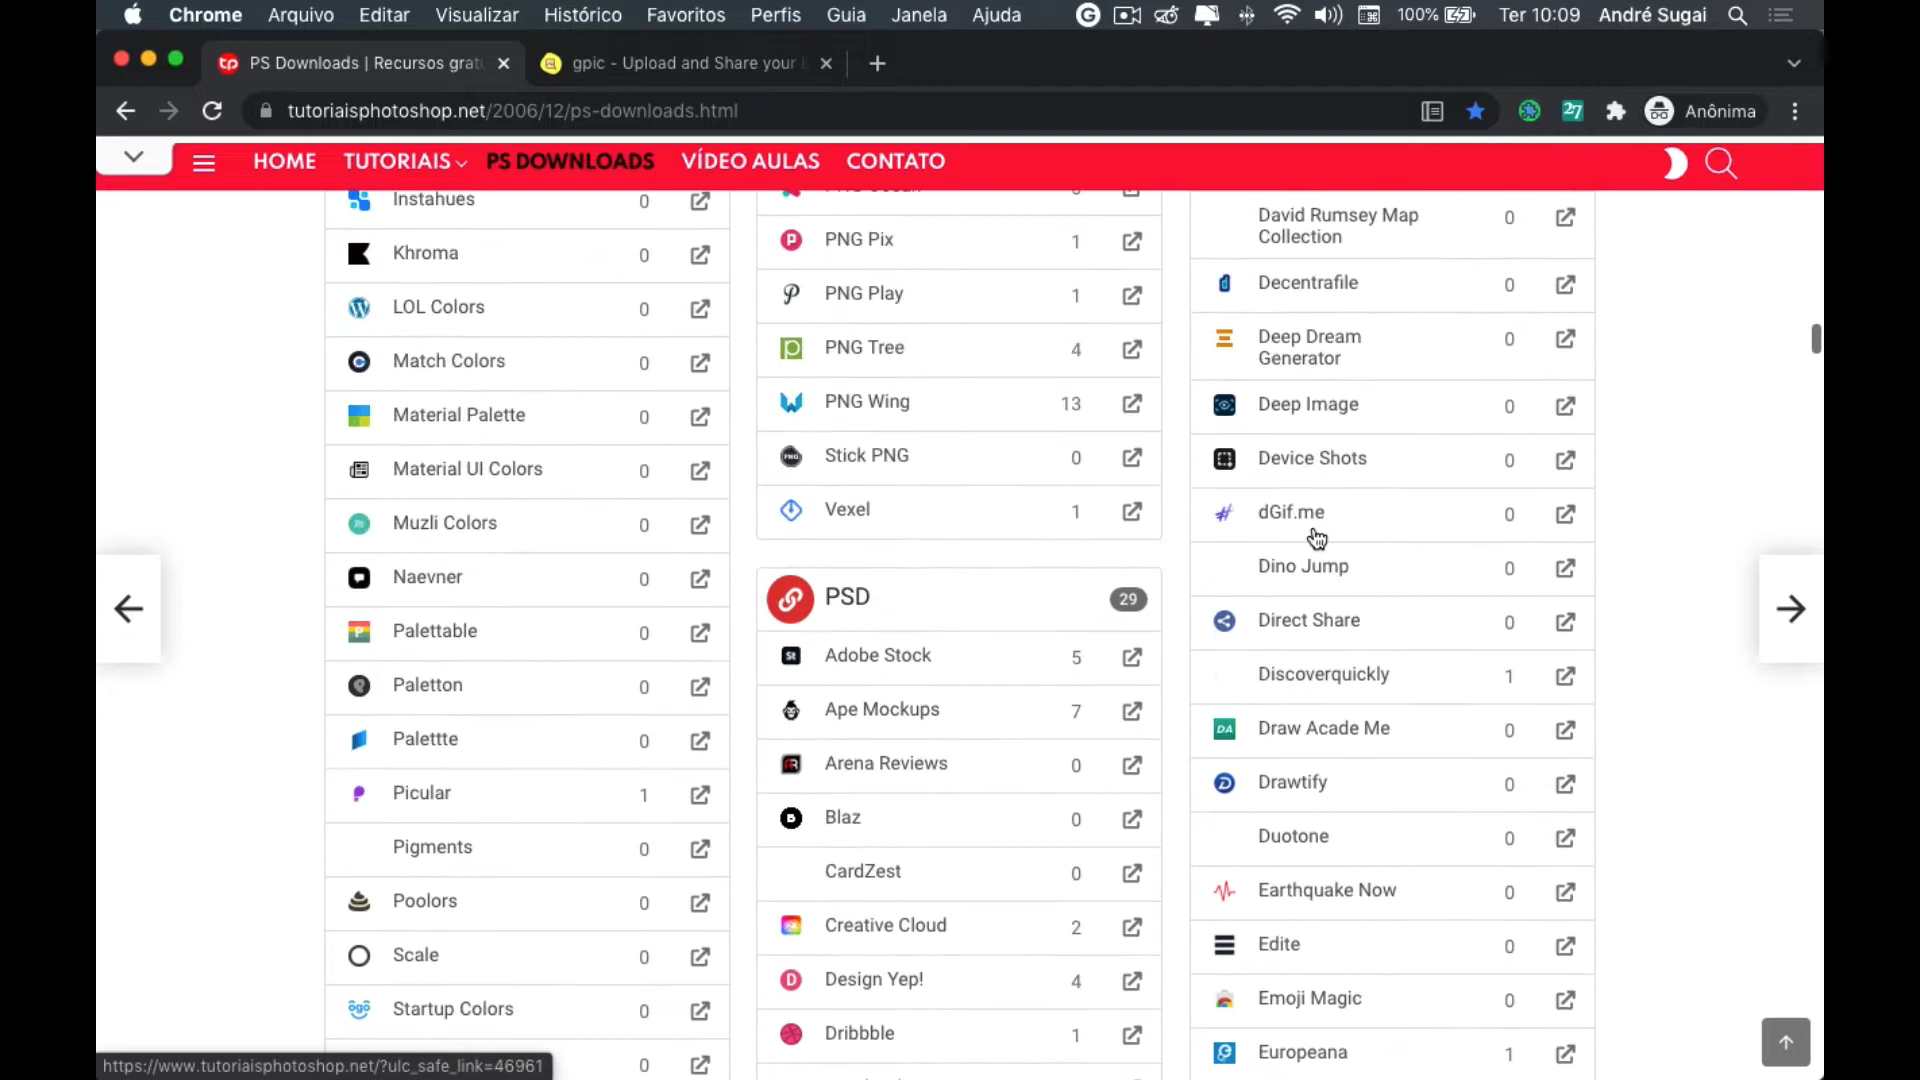 Chrome Arquivo Editar Visualizar Histórico Favoritos Perfis Guia Janela Ajuda 100% Ter 10:09 André Sugai
PS Downloads | Recursos grat
gpic - Upload and Share your
tutoriaisphotoshop.net/2006/12/ps-downloads.html
27
Anônima
HOME TUTORIAIS PS DOWNLOADS VÍDEO AULAS CONTATO
Instahues 0
Khroma 0
LOL Colors 0
Match Colors 0
Material Palette 0
Material UI Colors 0
Muzli Colors 0
Naevner 0
Palettable 0
Paletton 0
Palettte 0
Picular 1
Pigments 0
Poolors 0
Scale 0
Startup Colors 0
0
PNG Pix 1
PNG Play 1
PNG Tree 4
PNG Wing 13
Stick PNG 0
Vexel 1
PSD 29
Adobe Stock 5
Ape Mockups 7
Arena Reviews 0
Blaz 0
CardZest 0
Creative Cloud 2
Design Yep! 4
Dribbble 1
David Rumsey Map 0
Collection
Decentrafile 0
Deep Dream 0
Generator
Deep Image 0
Device Shots 0
dGif.me 0
Dino Jump 0
Direct Share 0
Discoverquickly 1
Draw Acade Me 0
Drawtify 0
Duotone 0
Earthquake Now 0
Edite 0
Emoji Magic 0
Europeana 1
https://www.tutoriaisphotoshop.net/?ulc_safe_link=46961